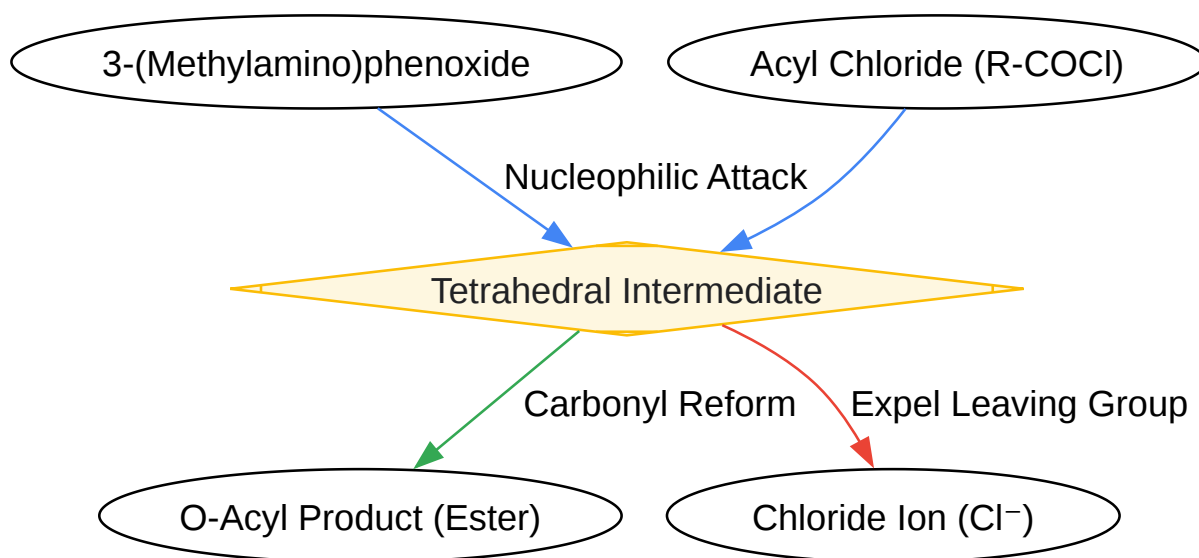 3-(Methylamino)phenoxide
Acyl Chloride (R-COCl)
Nucleophilic Attack
Tetrahedral Intermediate
Carbonyl Reform
Expel Leaving Group
O-Acyl Product (Ester)
Chloride Ion (Cl⁻)